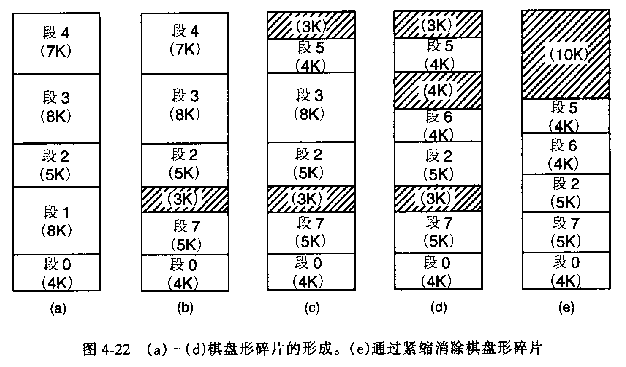 段 4
(7K)
段 3
(8K)
段 2
(5K)
段 1
(8K)
段 0
(4K)
(a)
段 4
(7K)
段 3
(8K)
段 2
(5K)
(3K)
段 7
(5K)
段 0
(4K)
(b)
(3K)
段 5
(4K)
段 3
(8K)
段 2
(5K)
(3K)
段 7
(5K)
段 0
(4K)
(c)
(3K)
段 5
(4K)
(4K)
段 6
(4K)
段 2
(5K)
(3K)
段 7
(5K)
段 0
(4K)
(d)
(10K)
段 5
(4K)
段 6
(4K)
段 2
(5K)
段 7
(5K)
段 0
(4K)
(e)
图 4-22 (a)-(d)棋盘形碎片的形成。(e)通过紧缩消除棋盘形碎片